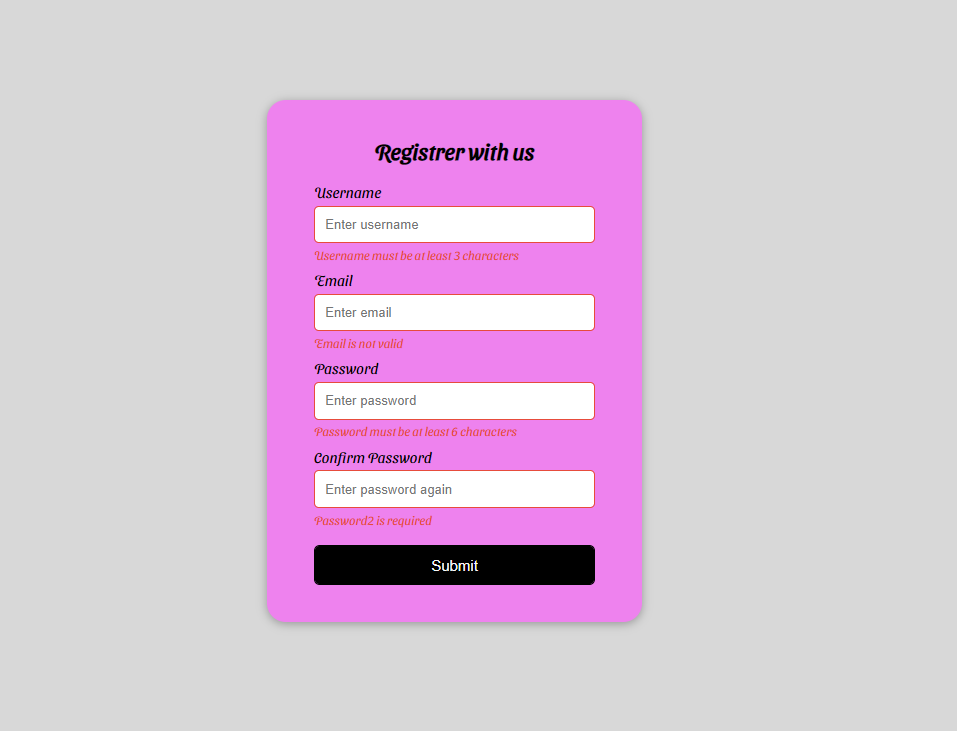 Registrer with us
Username
Enter username
Username must be at least 3 characters
Email
Enter email
Email is not valid
Password
Enter password
Password must be at least 6 characters
Confirm Password
Enter password again
Password2 is required
Submit